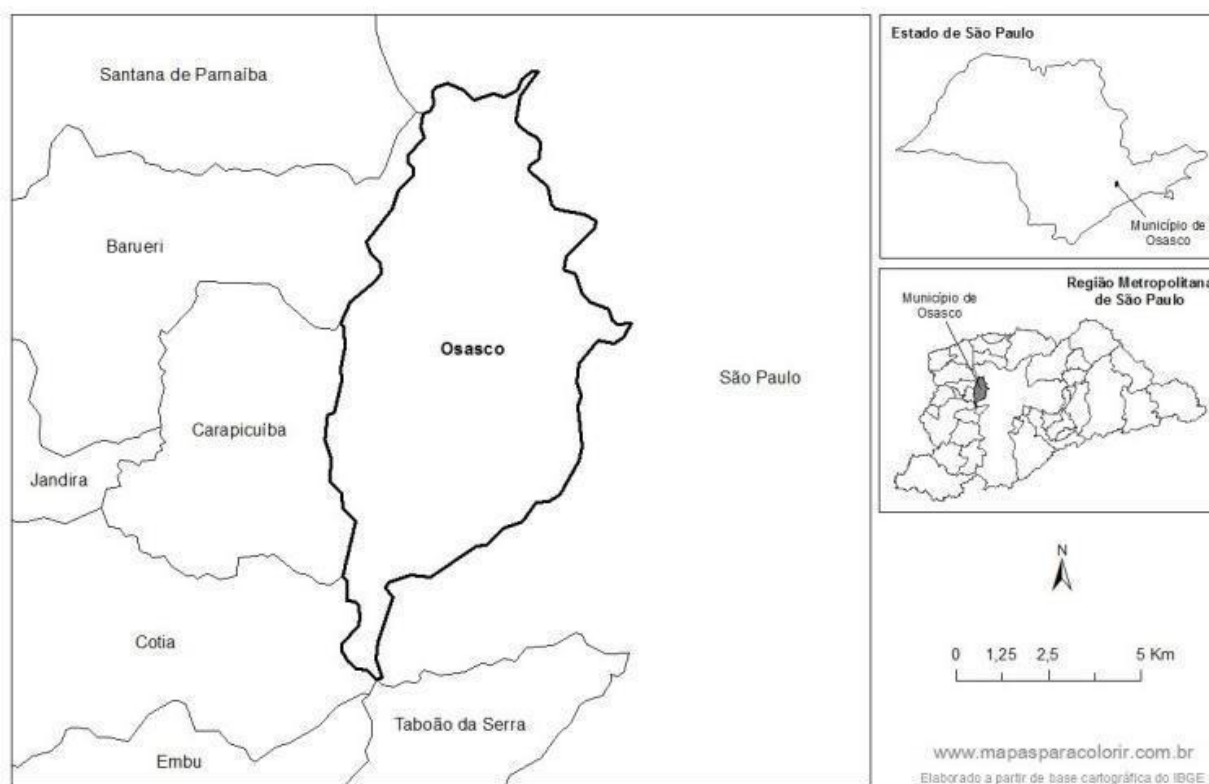 Santana de Parnaíba
Barueri
Osasco
São Paulo
Carapicuíba
Jandira
Cotia
Taboão da Serra
Embu
Estado de São Paulo
Município de
Osasco
Região Metropolitana
de São Paulo
Município de
Osasco
N
0 1,25 2,5 5 Km
www.mapasparacolorir.com.br
Elaborado a partir de base cartográfica do IBGE